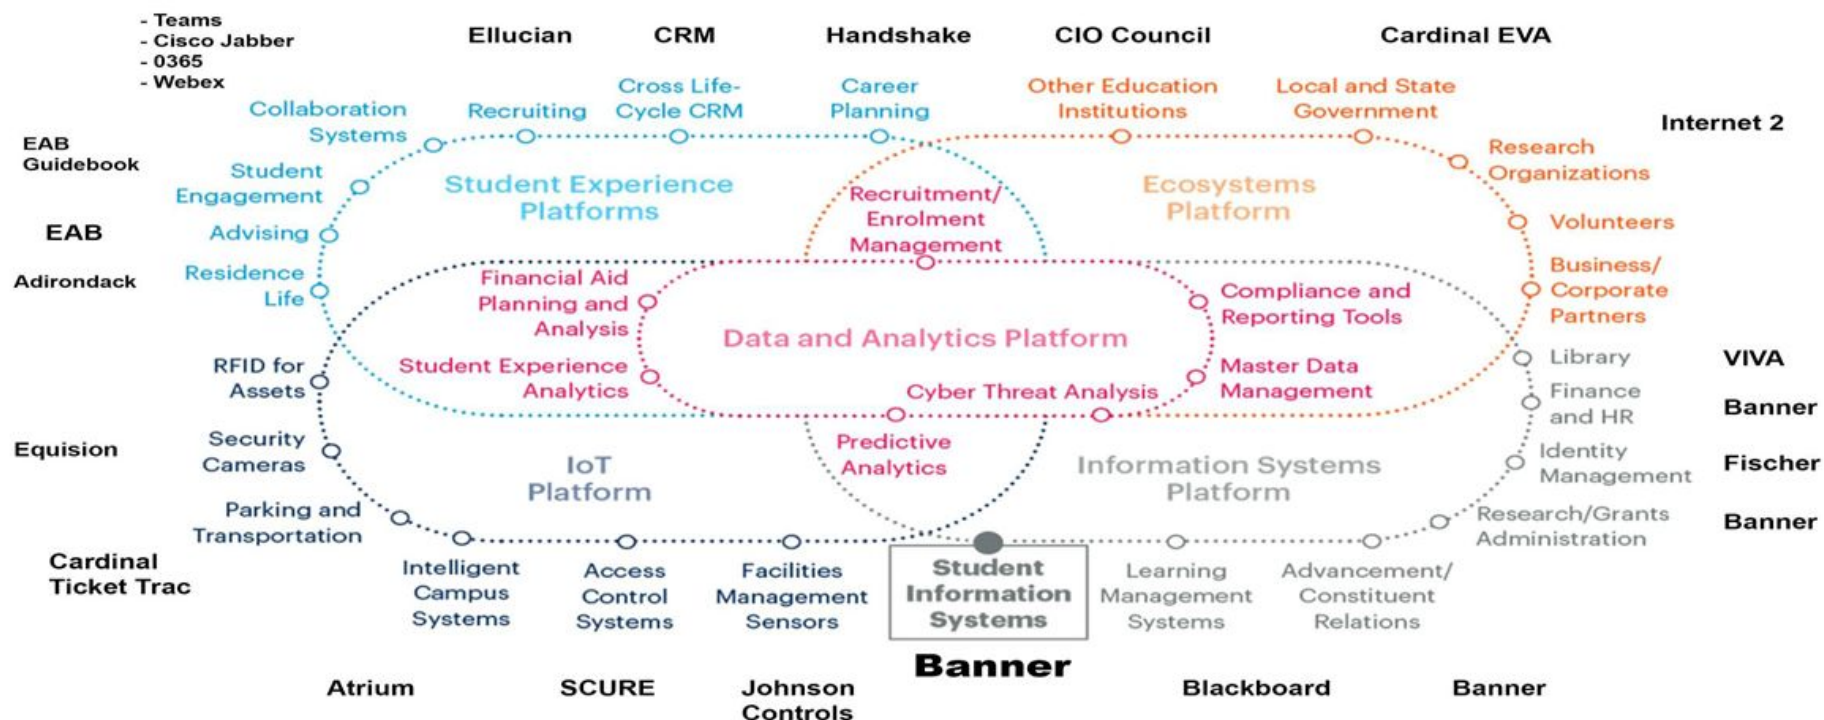 - Teams
- Cisco Jabber
- 0365
- Webex
Ellucian
CRM
Handshake
CIO Council
Cardinal EVA
Collaboration
Systems
Recruiting
Cross Life-
Cycle CRM
Career
Planning
Other Education
Institutions
Local and State
Government
Internet 2
EAB
Guidebook
Student
Engagement
Student Experience
Platforms
Recruitment/
Enrolment
Management
Ecosystems
Platform
Research
Organizations
EAB
Advising
Volunteers
Adirondack
Residence
Life
Financial Aid
Planning and
Analysis
Compliance and
Reporting Tools
Business/
Corporate
Partners
Data and Analytics Platform
RFID for
Assets
Student Experience
Analytics
Cyber Threat Analysis
Master Data
Management
Library
VIVA
Finance
and HR
Banner
Equision
Security
Cameras
IoT
Platform
Predictive
Analytics
Information Systems
Platform
Identity
Management
Fischer
Parking and
Transportation
Research/Grants
Administration
Banner
Cardinal
Ticket Trac
Intelligent
Campus
Systems
Access
Control
Systems
Facilities
Management
Sensors
Student
Information
Systems
Learning
Management
Systems
Advancement/
Constituent
Relations
Banner
Atrium
SCURE
Johnson
Controls
Blackboard
Banner